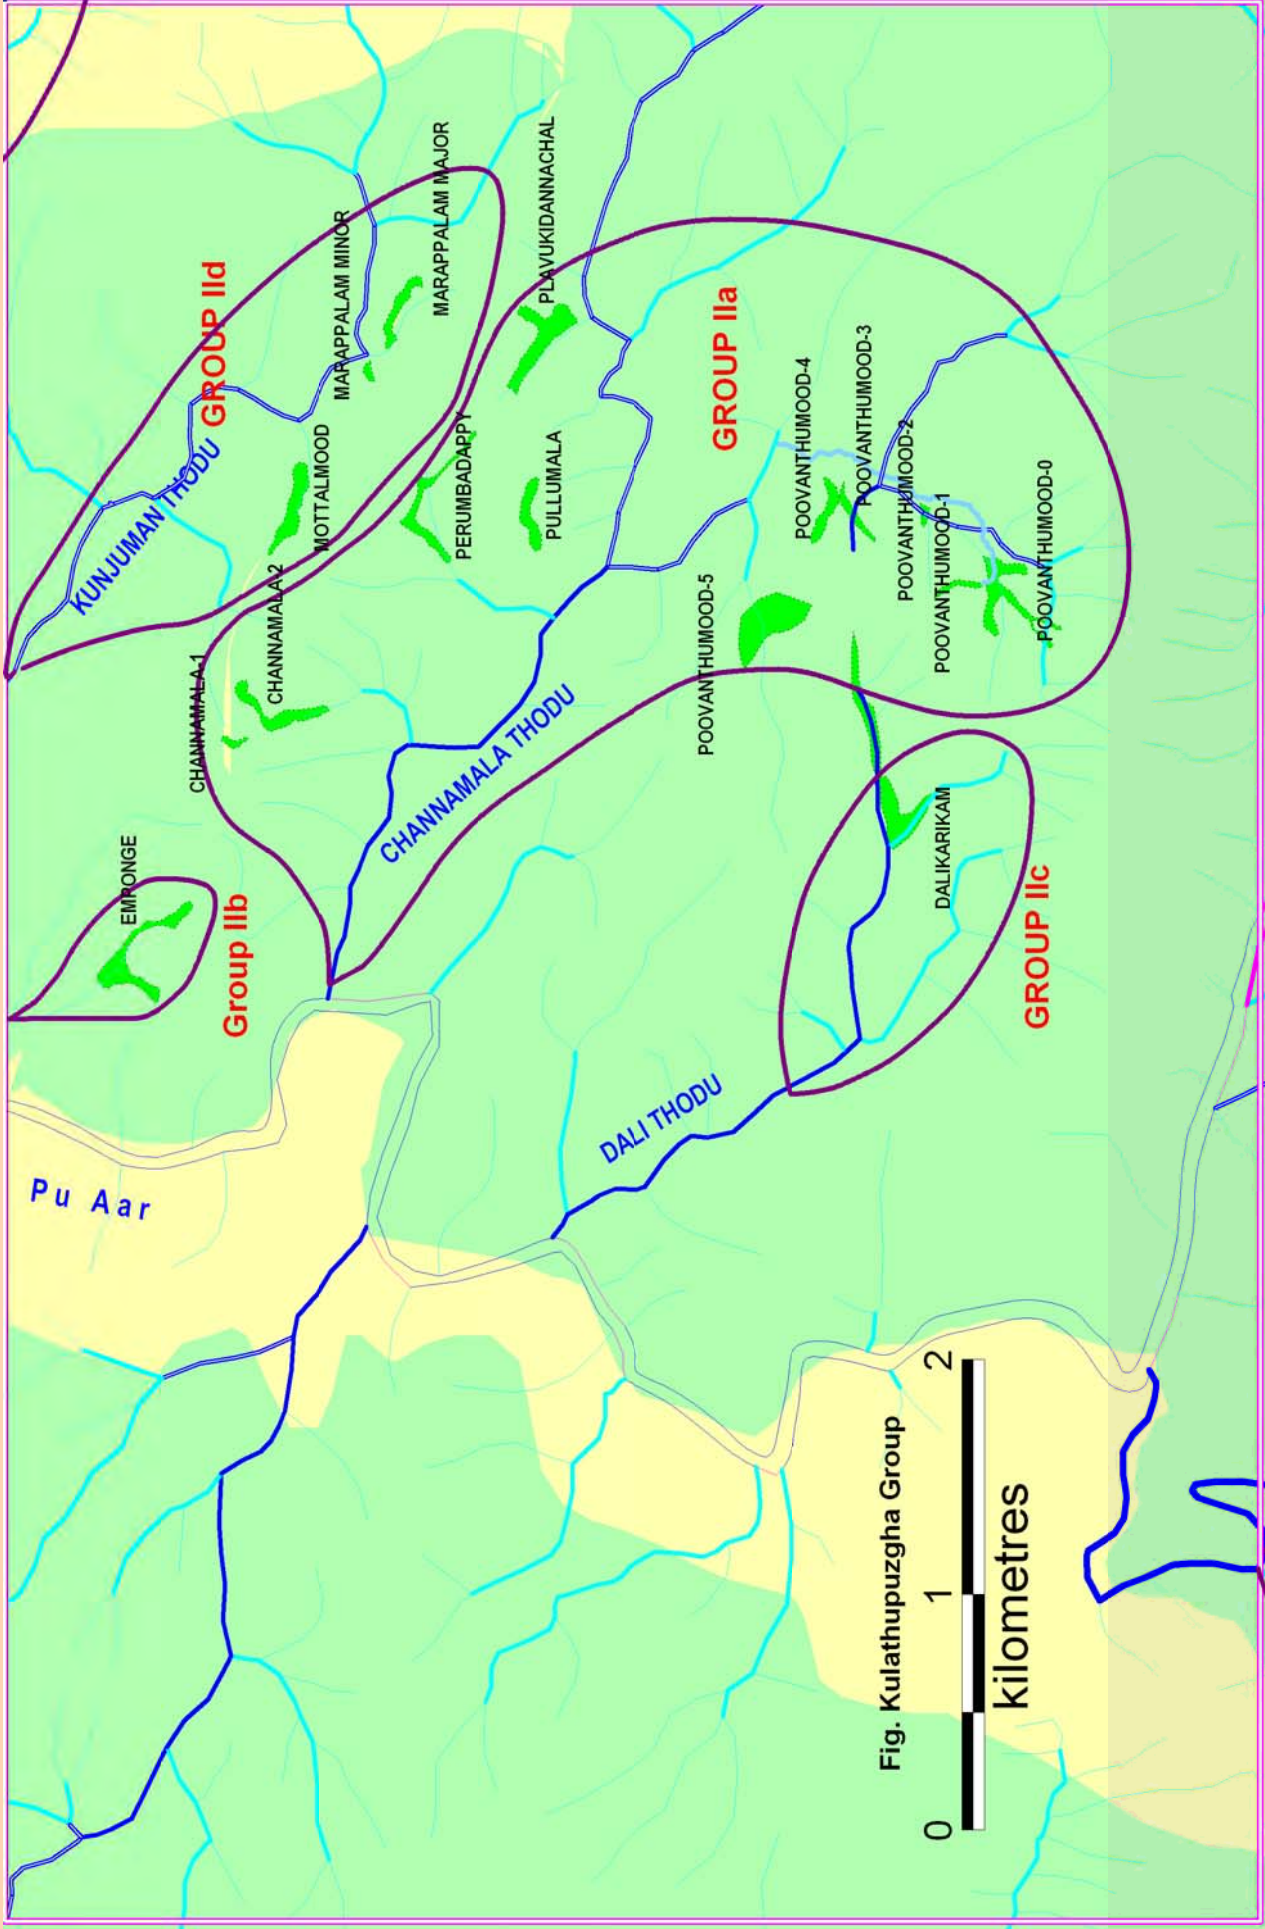 Pu Aar
EMPONGE
Group IIb
CHANNAMALA-1
CHANNAMALA-2
KUNJUMAN THODU
GROUP IId
MOTTALMOOD
MARAPPALAM MINOR
MARAPPALAM MAJOR
PERUMBADAPPY
PLAVUKIDANNACHAL
PULLUMALA
CHANNAMALA THODU
GROUP IIa
DALI THODU
POOVANTHUMOOD-5
POOVANTHUMOOD-4
POOVANTHUMOOD-3
POOVANTHUMOOD-2
POOVANTHUMOOD-1
POOVANTHUMOOD-0
DALIKARIKAM
GROUP IIc
Fig. Kulathupuzgha Group
0 1 2
kilometres